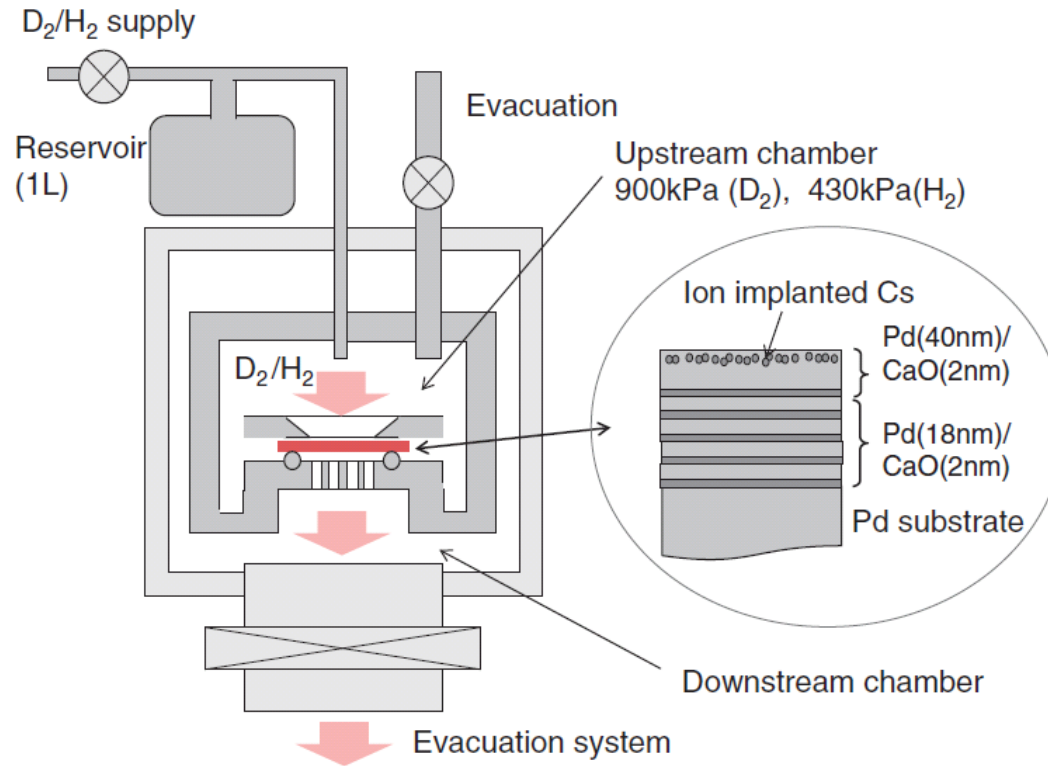 D₂/H₂ supply
Evacuation
Reservoir
(1L)
Upstream chamber
900kPa (D₂), 430kPa(H₂)
Ion implanted Cs
Pd(40nm)/
CaO(2nm)
D₂/H₂
Pd(18nm)/
CaO(2nm)
Pd substrate
Downstream chamber
Evacuation system